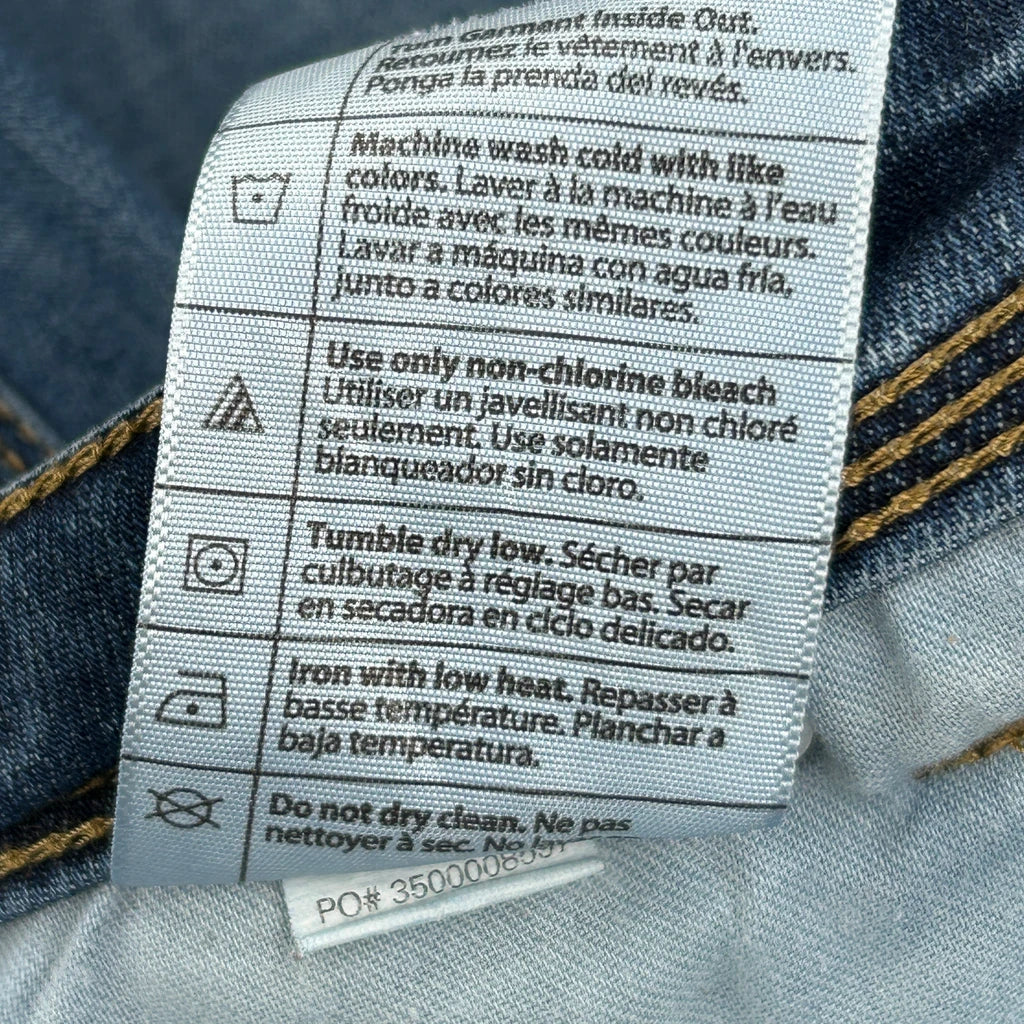 Turn Garment Inside Out.
Retournez le vêtement à l'envers.
Ponga la prenda del revés.
Machine wash cold with like
colors. Laver à la machine à l'eau
froide avec les mêmes couleurs.
Lavar a máquina con agua fría,
junto a colores similares.
Use only non-chlorine bleach
Utiliser un javellisant non chloré
seulement. Use solamente
blanqueador sin cloro.
Tumble dry low. Sécher par
culbutage à réglage bas. Secar
en secadora en ciclo delicado.
Iron with low heat. Repasser à
basse température. Planchar a
baja temperatura.
Do not dry clean. Ne pas
nettoyer à sec. No
PO#